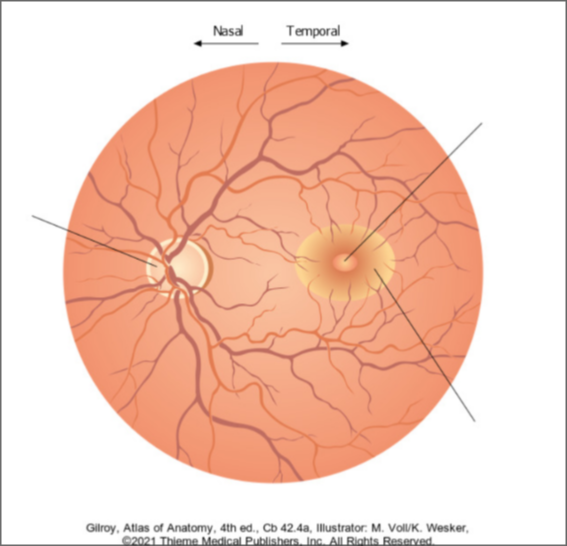 Nasal Temporal
Gilroy, Atlas of Anatomy, 4th ed., Cb 42.4a, Illustrator: M. Voll/K. Wesker,
©2021 Thieme Medical Publishers, Inc. All Rights Reserved.